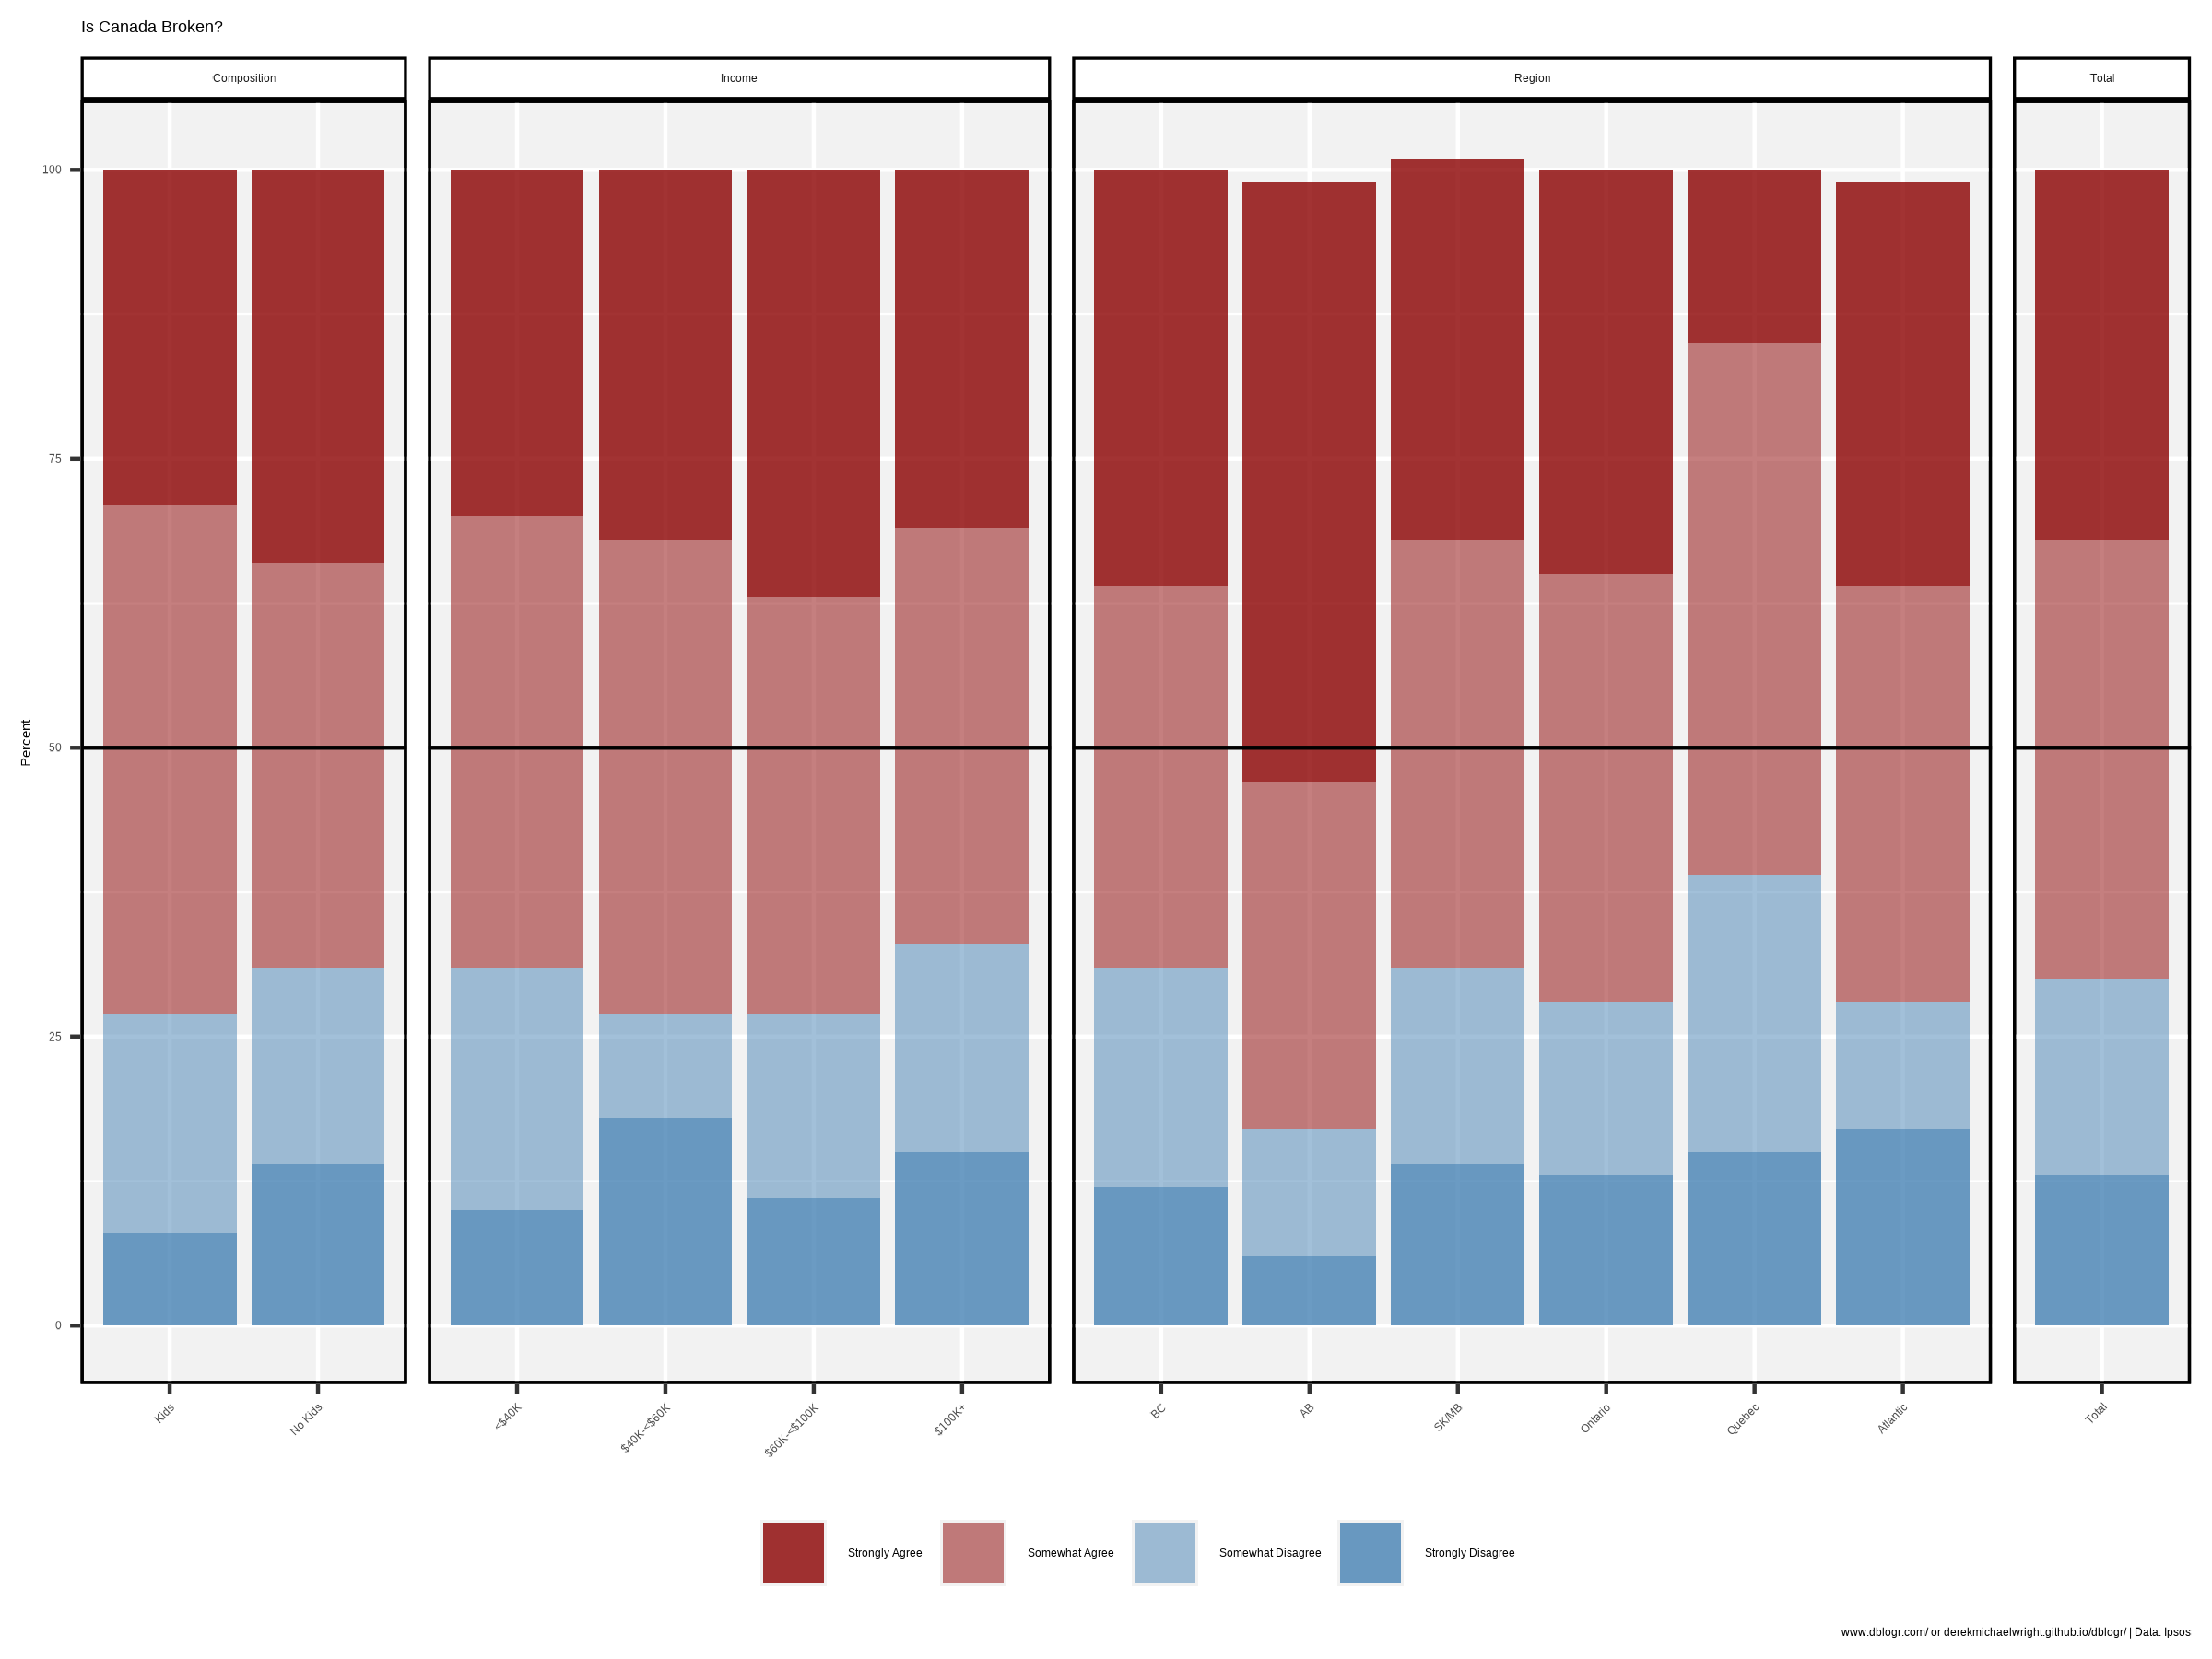 Is Canada Broken?
Composition
Income
Region
Total
100
75
50
25
0
Percent
Kids
No Kids
<$40K
$40K-<$60K
$60K-<$100K
$100K+
BC
AB
SK/MB
Ontario
Quebec
Atlantic
Total
Strongly Agree
Somewhat Agree
Somewhat Disagree
Strongly Disagree
www.dblogr.com/ or derekmichaelwright.github.io/dblogr/ | Data: Ipsos